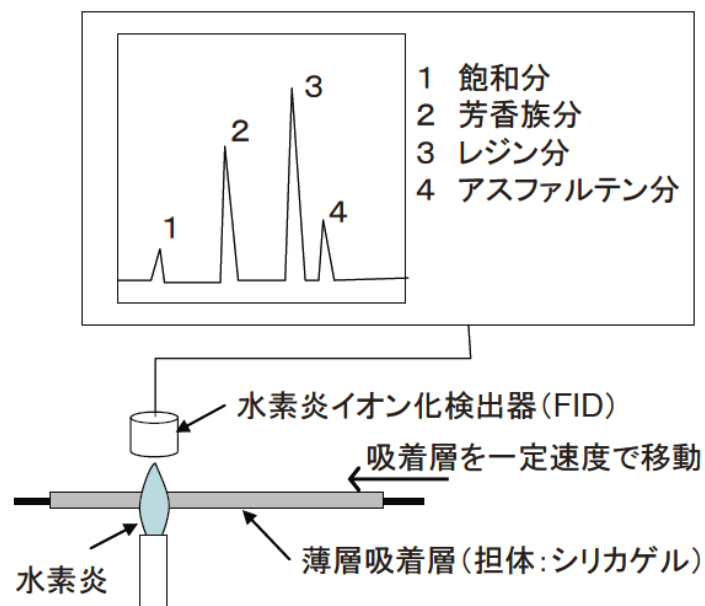 1 飽和分
2 芳香族分
3 レジン分
4 アスファルテン分
1
2
3
4
水素炎イオン化検出器(FID)
吸着層を一定速度で移動
薄層吸着層(担体:シリカゲル)
水素炎